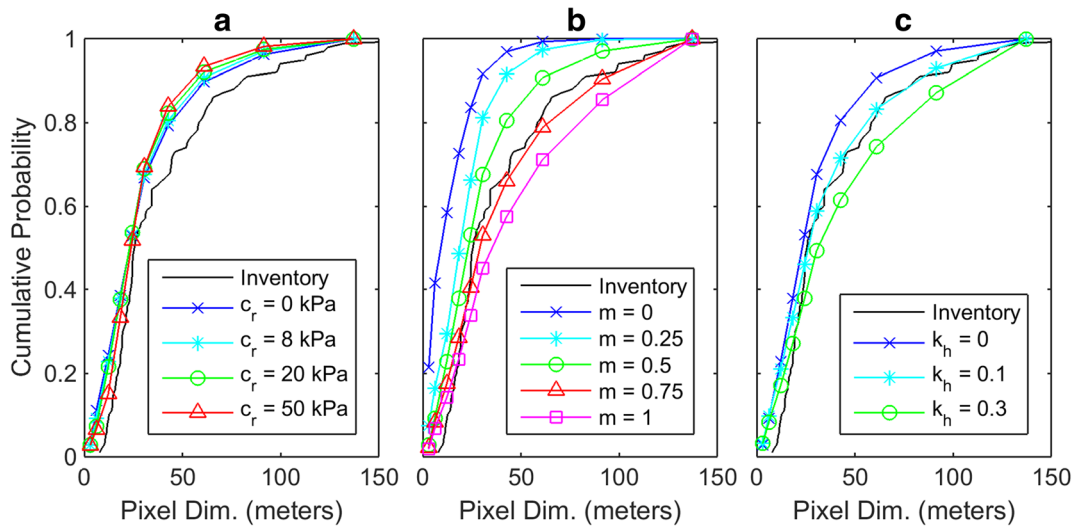 a
b
c
Cumulative Probability
1
0.8
0.6
0.4
0.2
0
Inventory
c_r = 0 kPa
c_r = 8 kPa
c_r = 20 kPa
c_r = 50 kPa
0
50
100
150
Pixel Dim. (meters)
Inventory
m = 0
m = 0.25
m = 0.5
m = 0.75
m = 1
0
50
100
150
Pixel Dim. (meters)
Inventory
k_h = 0
k_h = 0.1
k_h = 0.3
0
50
100
150
Pixel Dim. (meters)